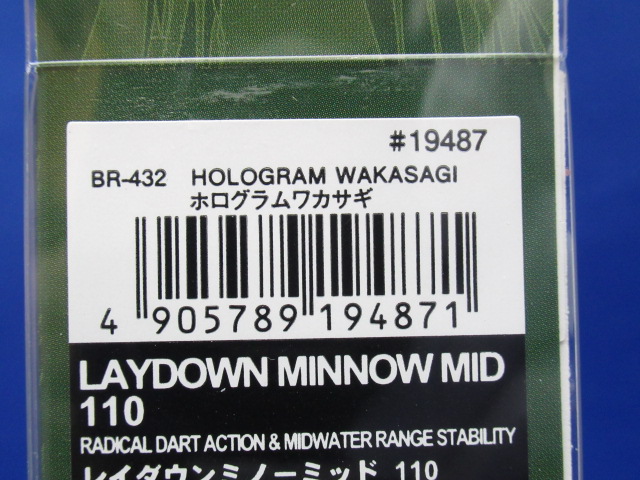 #19487
BR-432 HOLOGRAM WAKASAGI
ホログラムワカサギ
4 905789 194871
LAYDOWN MINNOW MID
110
RADICAL DART ACTION & MIDWATER RANGE STABILITY
レイダウンミノーミッド 110